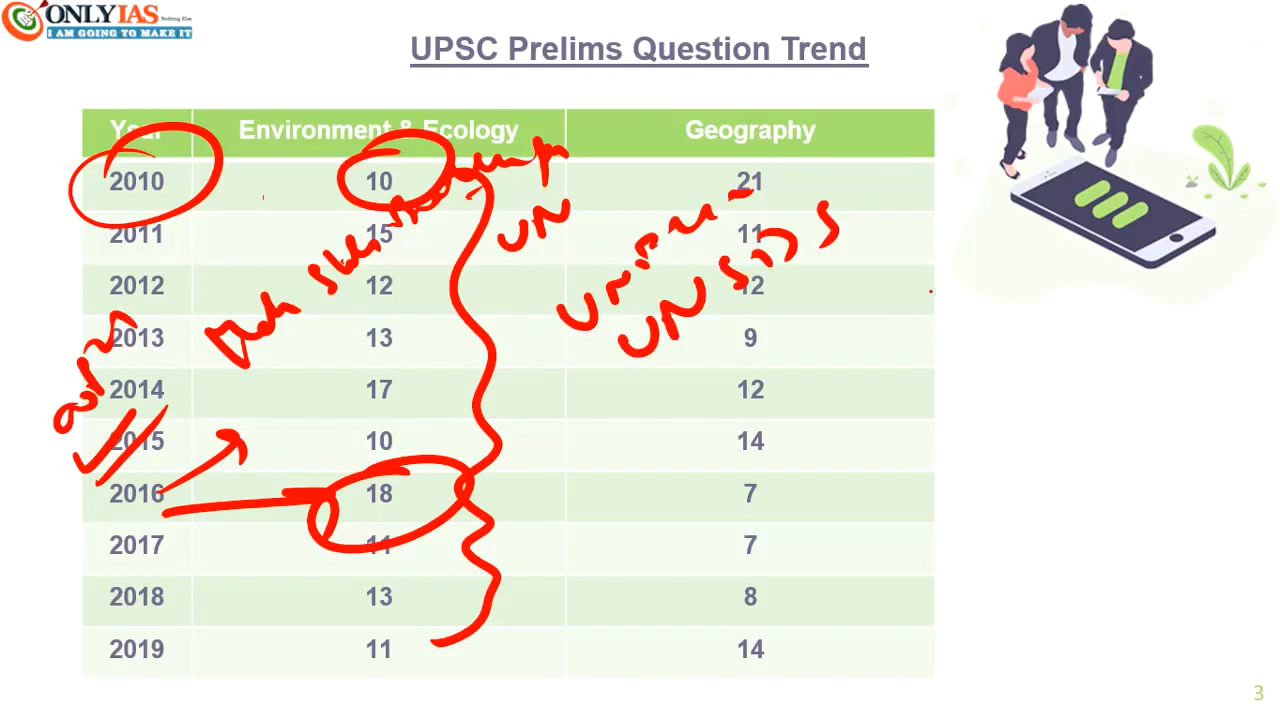 ONLYIAS
Nothing Else
I AM GOING TO MAKE IT
UPSC Prelims Question Trend
Year Environment & Ecology Geography
2010 10 21
2011 15 11
2012 12 12
2013 13 9
2014 17 12
2015 10 14
2016 18 7
2017 11 7
2018 13 8
2019 11 14
UN
3